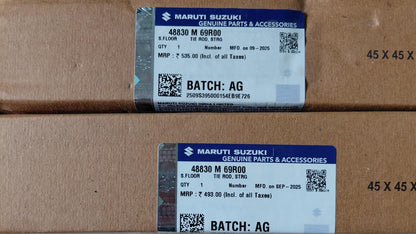 MARUTI SUZUKI
GENUINE PARTS & ACCESSORIES
48830 M 69R00
S.FLOOR TIE ROD, STRG
QTY 1 Number MFD. on 09-2025
MRP : ₹ 535.00 (Incl. of all Taxes)
45 X 45 X
BATCH: AG
2509S395000154EB9E726
MARUTI SUZUKI
GENUINE PARTS & ACCESSORIES
48830 M 69R00
S.FLOOR TIE ROD, STRG
QTY 1 Number MFD. on SEP-2025
MRP : ₹ 493.00 (Incl. of all Taxes)
45 X 45 X
BATCH: AG